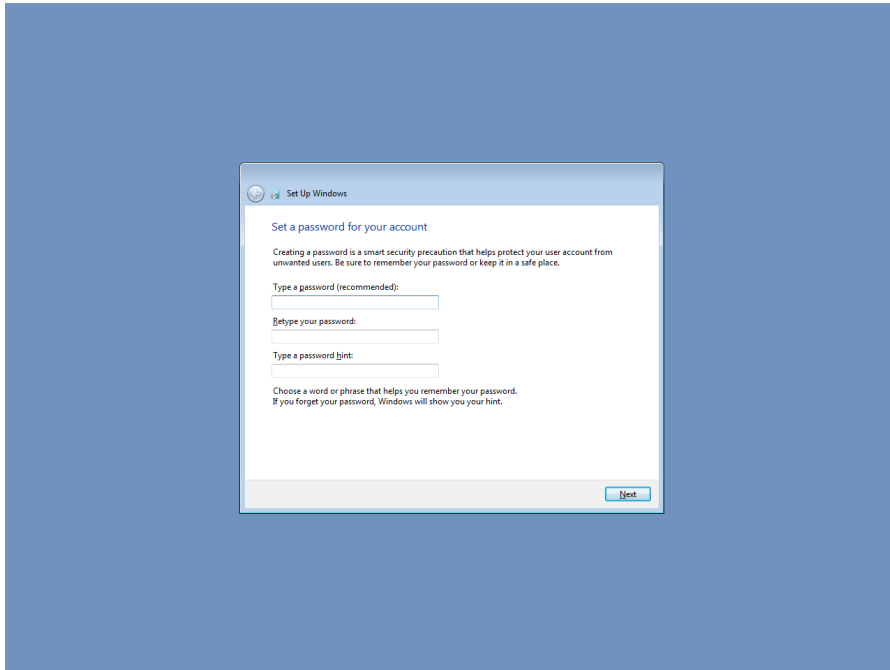 Set Up Windows
Set a password for your account
Creating a password is a smart security precaution that helps protect your user account from
unwanted users. Be sure to remember your password or keep it in a safe place.
Type a password (recommended):
Retype your password:
Type a password hint:
Choose a word or phrase that helps you remember your password.
If you forget your password, Windows will show you your hint.
Next